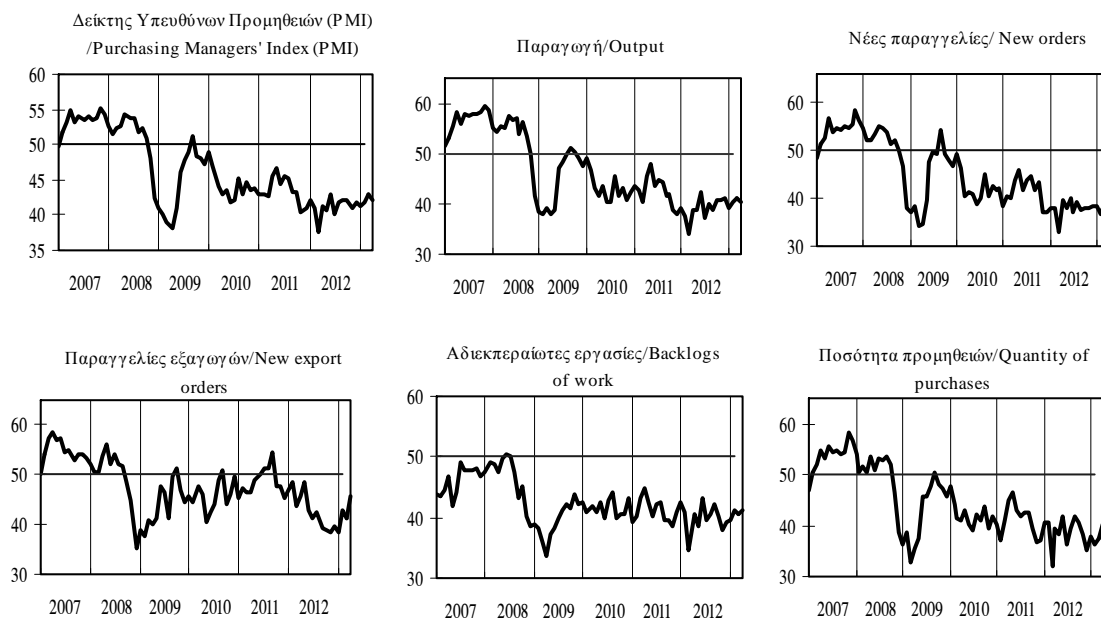 Δείκτης Υπευθύνων Προμηθειών (PMI)
/Purchasing Managers' Index (PMI)
60
55
50
45
40
35
2007 2008 2009 2010 2011 2012
Παραγωγή/Output
60
50
40
30
2007 2008 2009 2010 2011 2012
Νέες παραγγελίες/ New orders
60
50
40
30
2007 2008 2009 2010 2011 2012
Παραγγελίες εξαγωγών/New export
orders
60
50
40
30
2007 2008 2009 2010 2011 2012
Αδιεκπεραίωτες εργασίες/Backlogs
of work
60
50
40
30
2007 2008 2009 2010 2011 2012
Ποσότητα προμηθειών/Quantity of
purchases
60
50
40
30
2007 2008 2009 2010 2011 2012